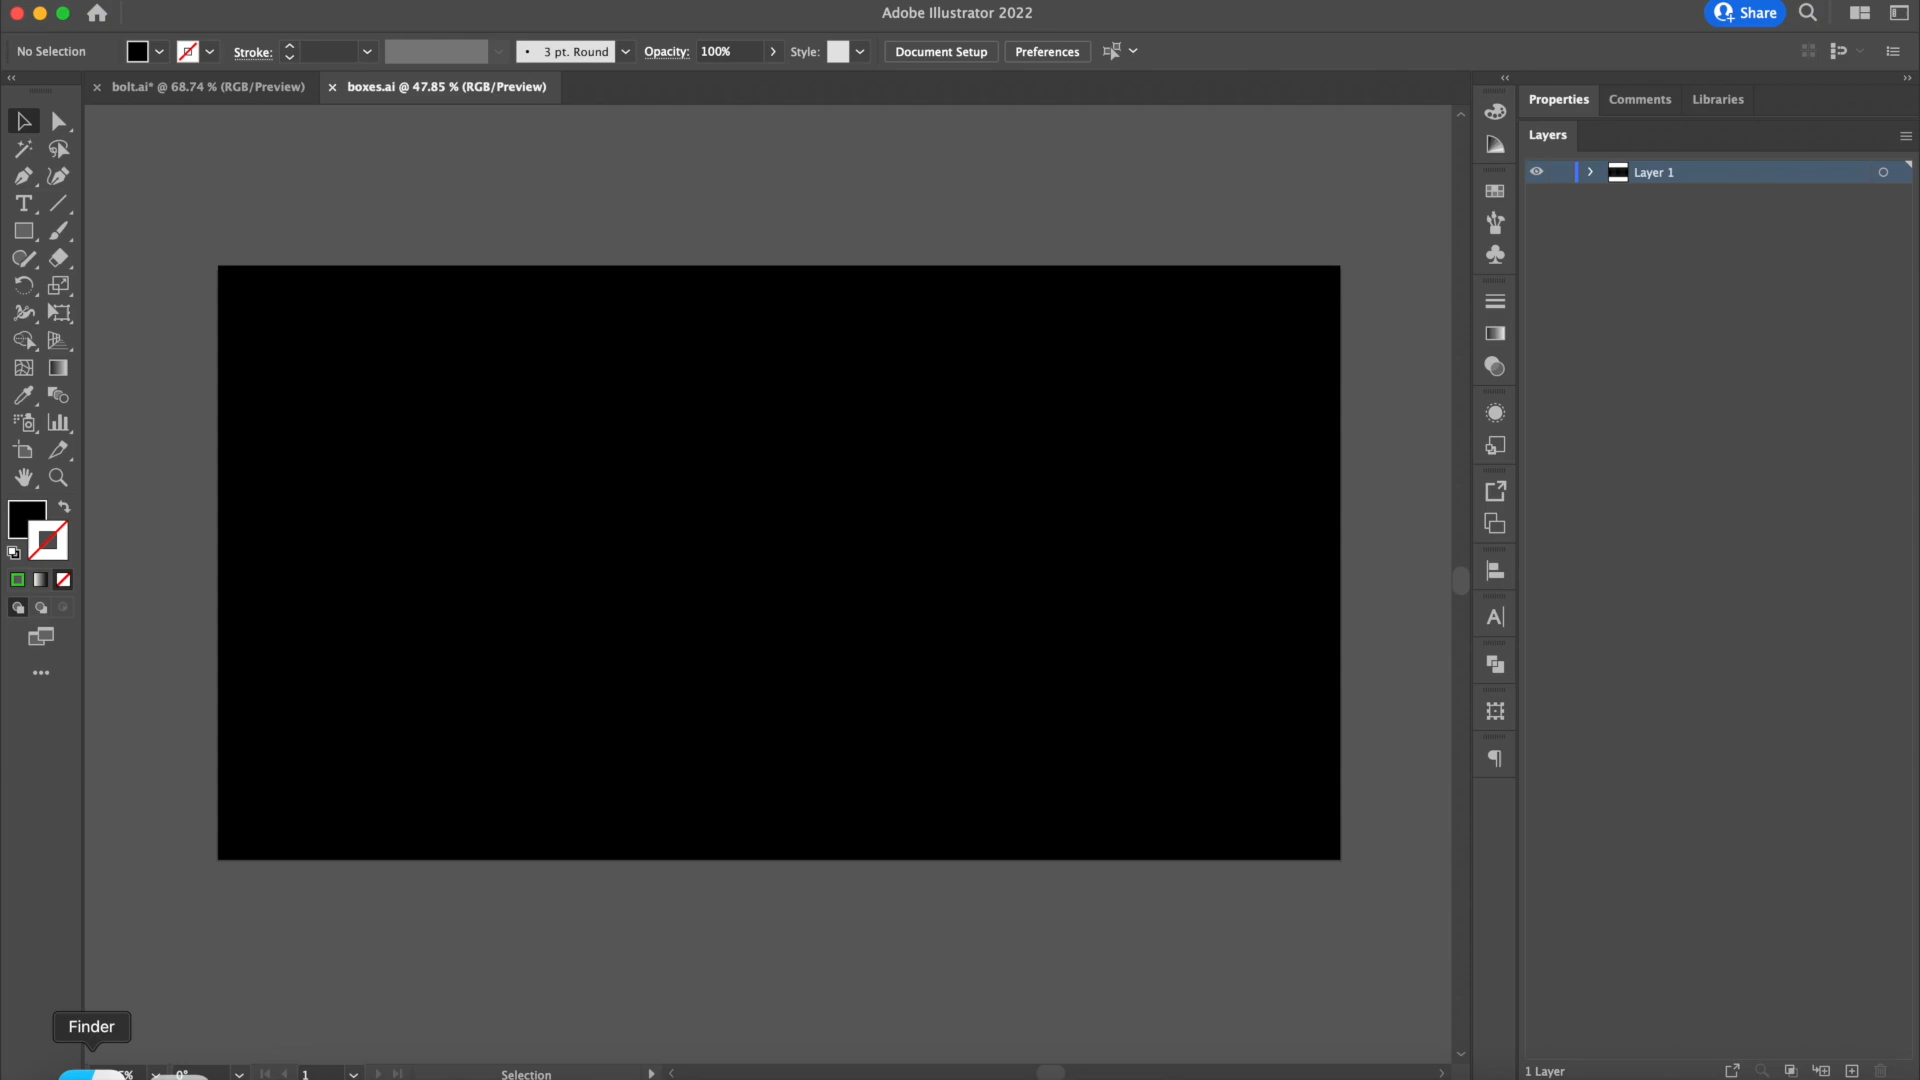 Adobe Illustrator 2022
Share
No Selection
Stroke:
3 pt. Round
Opacity:
100%
Style:
Document Setup
Preferences
bolt.ai* @ 68.74 % (RGB/Preview)
boxes.ai @ 47.85 % (RGB/Preview)
Properties
Comments
Libraries
Layers
Layer 1
Finder
0°
1
Selection
1 Layer